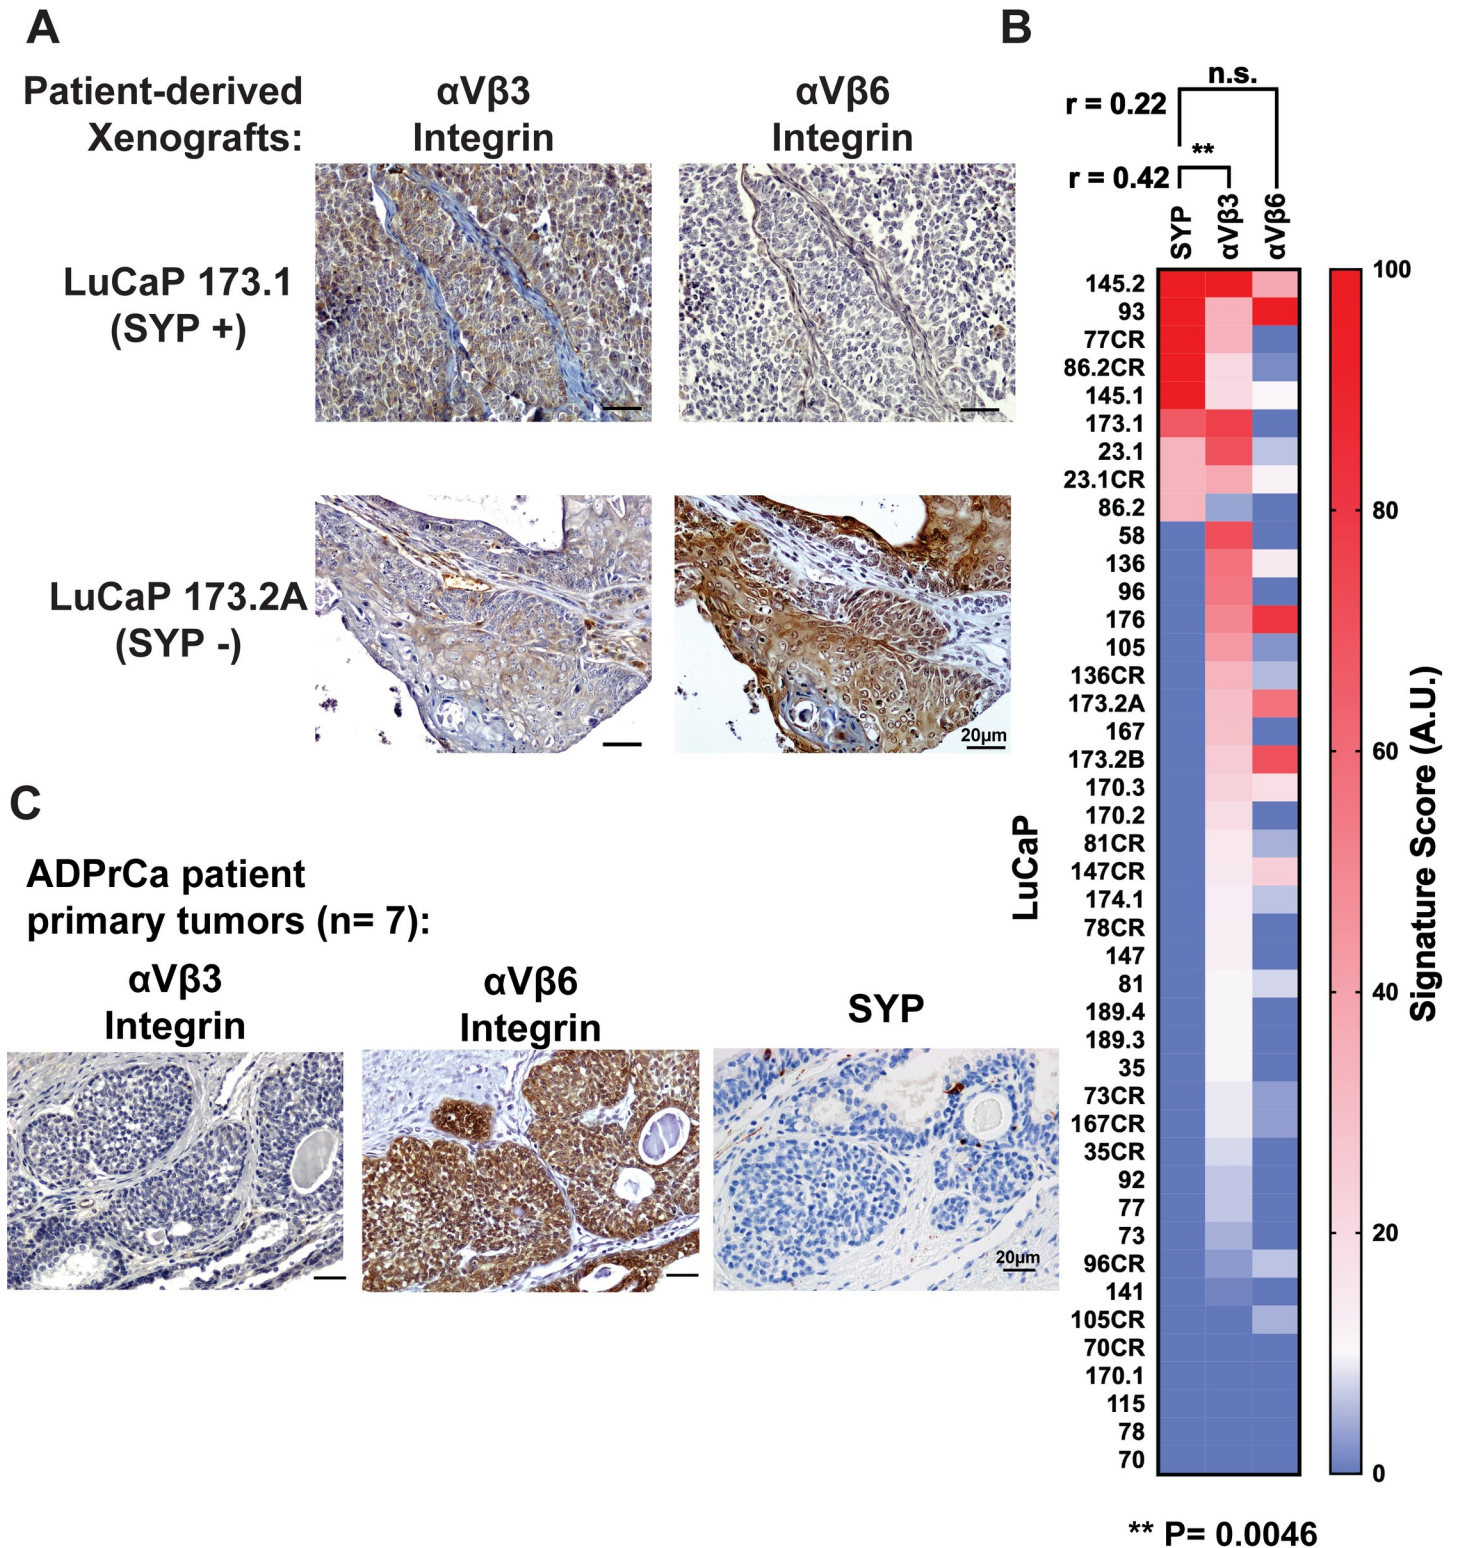 A
Patient-derived
Xenografts:
αVβ3
Integrin
αVβ6
Integrin
LuCaP 173.1
(SYP +)
LuCaP 173.2A
(SYP -)
20µm
B
n.s.
r = 0.22
**
r = 0.42
SYP
αVβ3
αVβ6
LuCaP
145.2
93
77CR
86.2CR
145.1
173.1
23.1
23.1CR
86.2
58
136
96
176
105
136CR
173.2A
167
173.2B
170.3
170.2
81CR
147CR
174.1
78CR
147
81
189.4
189.3
35
73CR
167CR
35CR
92
77
73
96CR
141
105CR
70CR
170.1
115
78
70
100
80
60
40
20
0
Signature Score (A.U.)
** P= 0.0046
C
ADPrCa patient
primary tumors (n= 7):
αVβ3
Integrin
αVβ6
Integrin
SYP
20µm